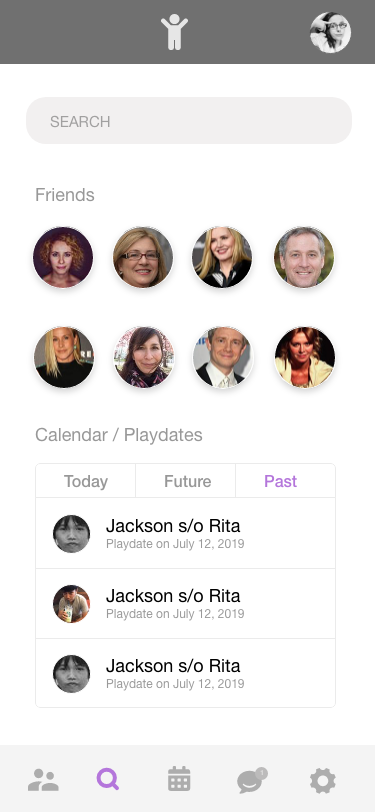 SEARCH
Friends
Calendar / Playdates
Today Future Past
Jackson s/o Rita
Playdate on July 12, 2019
Jackson s/o Rita
Playdate on July 12, 2019
Jackson s/o Rita
Playdate on July 12, 2019